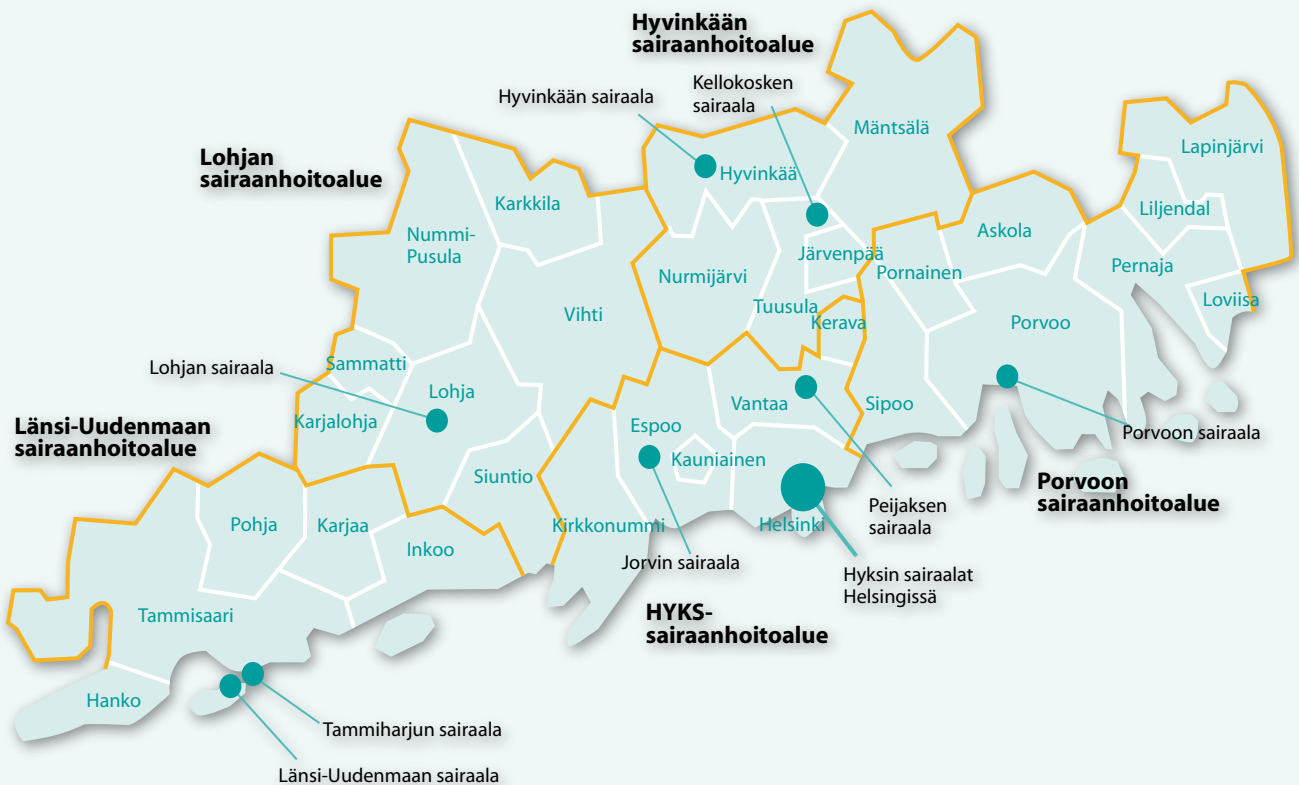 Hyvinkään
sairaanhoitoalue
Kellokosken
sairaala
Hyvinkään sairaala
Mäntsälä
Lapinjärvi
Lohjan
sairaanhoitoalue
Hyvinkää
Karkkila
Liljendal
Askola
Nummi-
Pusula
Järvenpää
Pornainen
Pernaja
Nurmijärvi
Loviisa
Vihti
Tuusula
Kerava
Porvoo
Sammatti
Lohjan sairaala
Lohja
Vantaa
Sipoo
Karjalohja
Länsi-Uudenmaan
sairaanhoitoalue
Espoo
Porvoon sairaala
Kauniainen
Siuntio
Porvoon
sairaanhoitoalue
Peijaksen
sairaala
Pohja
Karjaa
Kirkkonummi
Helsinki
Inkoo
Jorvin sairaala
Hyksin sairaalat
Helsingissä
HYKS-
sairaanhoitoalue
Tammisaari
Hanko
Tammiharjun sairaala
Länsi-Uudenmaan sairaala